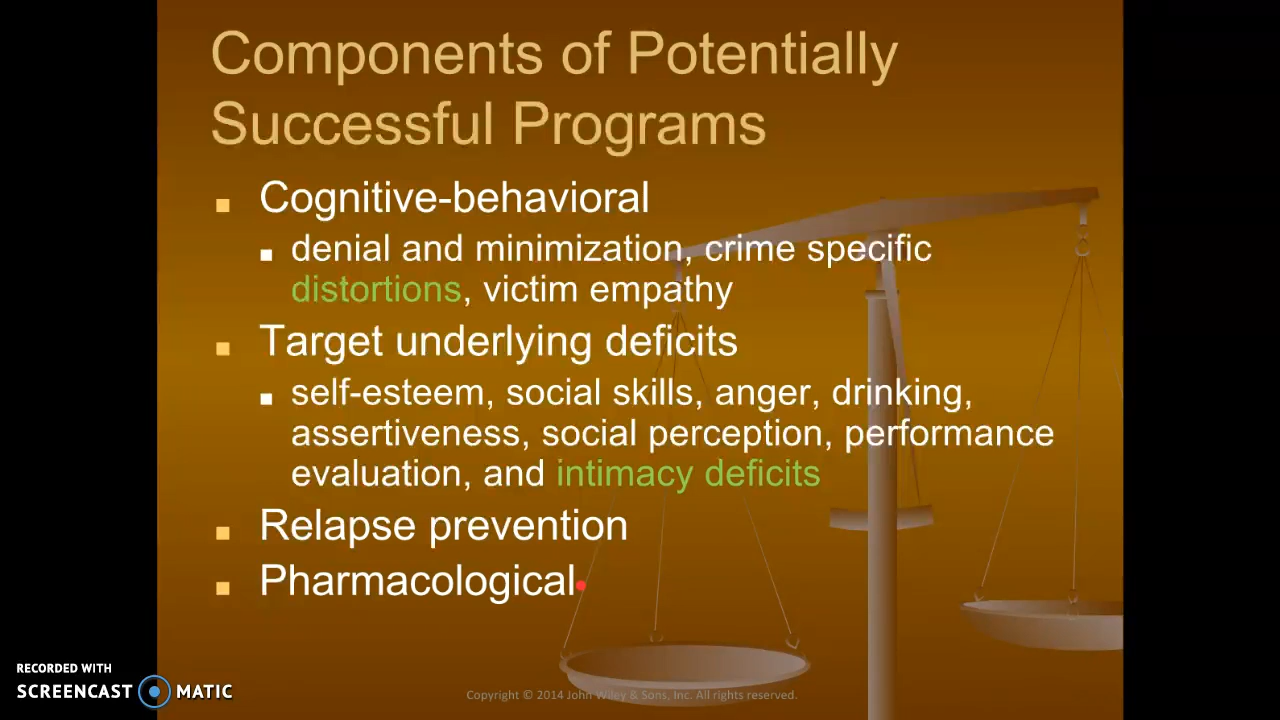 Components of Potentially
Successful Programs
Cognitive-behavioral
denial and minimization, crime specific
distortions, victim empathy
Target underlying deficits
self-esteem, social skills, anger, drinking,
assertiveness, social perception, performance
evaluation, and intimacy deficits
Relapse prevention
Pharmacological
RECORDED WITH
SCREENCAST MATIC
Copyright © 2014 John Wiley & Sons, Inc. All rights reserved.